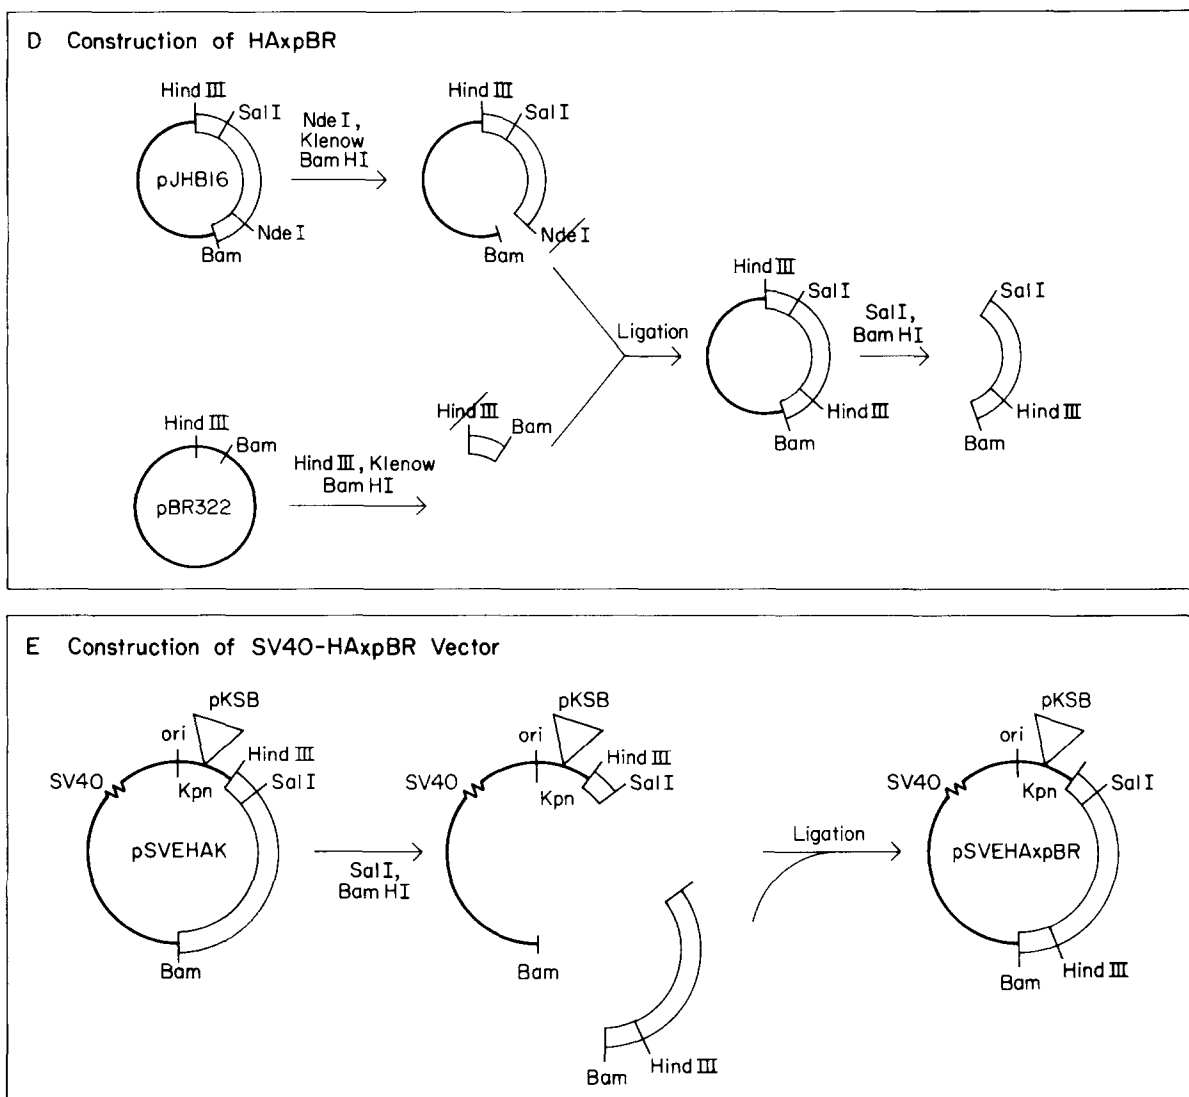 D Construction of HAxpBR
Hind III
Sal I
pJHB16
Nde I
Bam
Nde I,
Klenow
Bam HI
Hind III
Sal I
Nde I
Bam
Hind III
Bam
pBR322
Hind III, Klenow
Bam HI
Hind III
Bam
Ligation
Hind III
Sal I
Hind III
Bam
Sal I,
Bam HI
Sal I
Hind III
Bam
E Construction of SV40-HAxpBR Vector
pKSB
ori
Hind III
Sal I
SV40
Kpn
pSVEHAK
Bam
Sal I,
Bam HI
pKSB
ori
Hind III
SV40
Sal I
Kpn
Bam
Bam
Hind III
Ligation
pKSB
ori
SV40
Kpn
Sal I
pSVEHAxpBR
Hind III
Bam